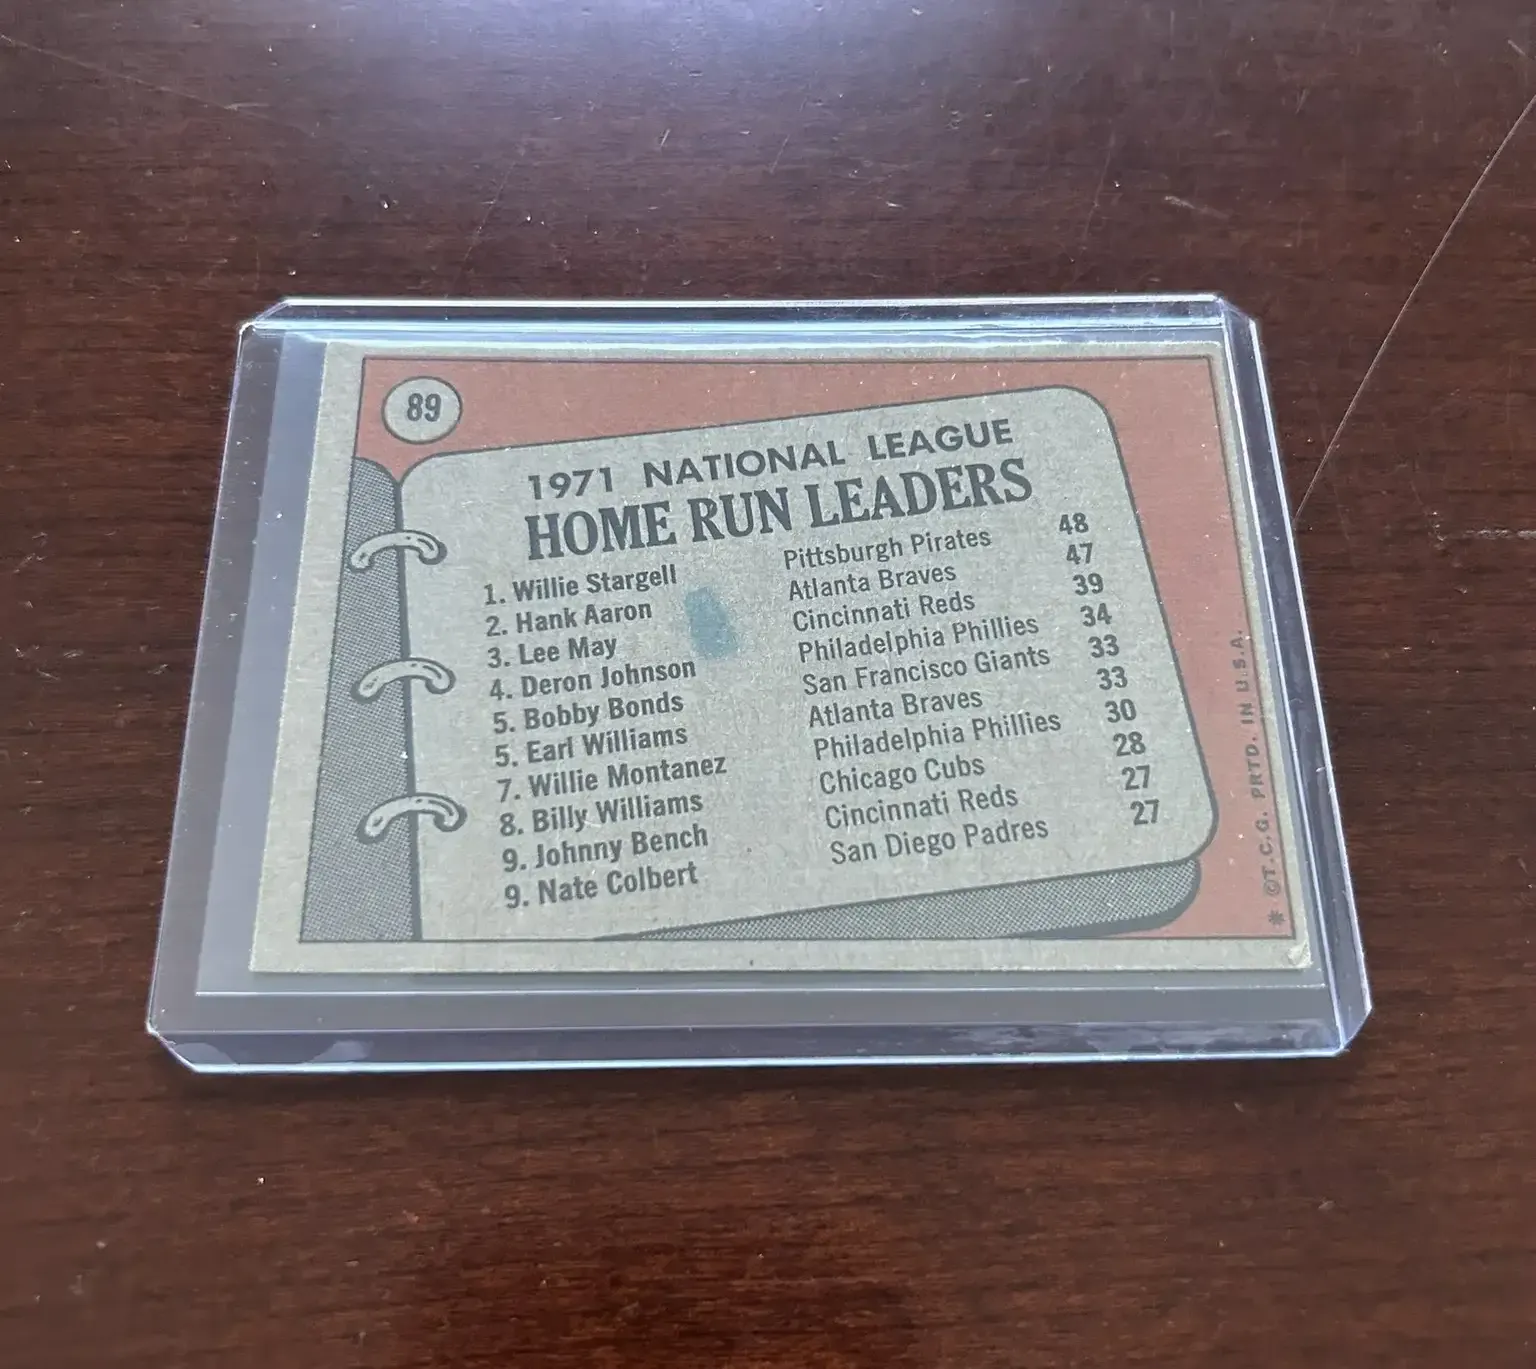 89
1971 NATIONAL LEAGUE
HOME RUN LEADERS
1. Willie Stargell Pittsburgh Pirates 48
2. Hank Aaron Atlanta Braves 47
3. Lee May Cincinnati Reds 39
4. Deron Johnson Philadelphia Phillies 34
5. Bobby Bonds San Francisco Giants 33
5. Earl Williams Atlanta Braves 33
7. Willie Montanez Philadelphia Phillies 30
8. Billy Williams Chicago Cubs 28
9. Johnny Bench Cincinnati Reds 27
9. Nate Colbert San Diego Padres 27
* ©T.C.G. PRTD. IN U.S.A.